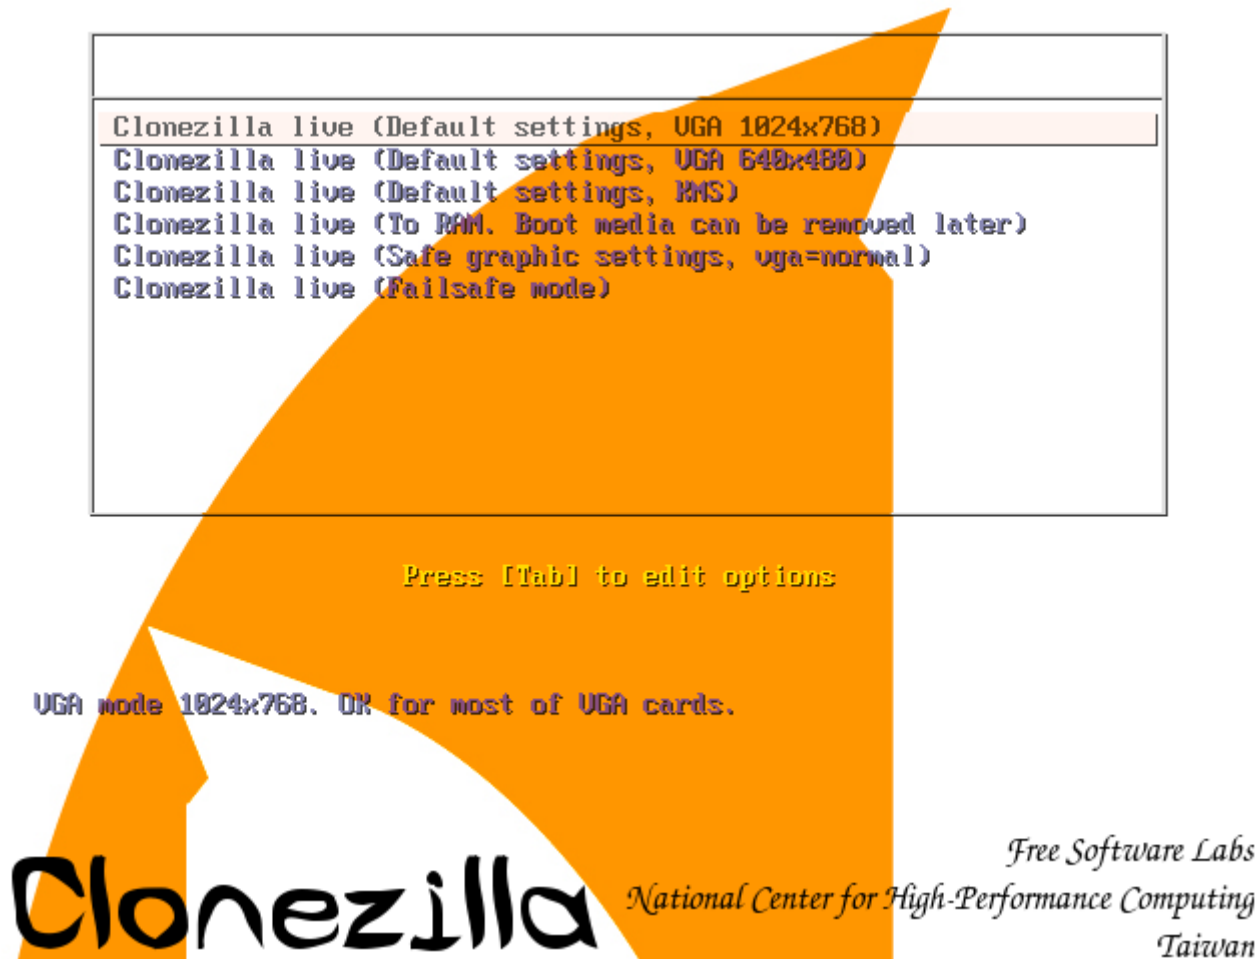 Clonezilla live (Default settings, VGA 1024x768)
Clonezilla live (Default settings, VGA 640x480)
Clonezilla live (Default settings, KMS)
Clonezilla live (To RAM. Boot media can be removed later)
Clonezilla live (Safe graphic settings, vga=normal)
Clonezilla live (Failsafe mode)
Press [Tab] to edit options
VGA mode 1024x768. OK for most of VGA cards.
Clonezilla
Free Software Labs
National Center for High-Performance Computing
Taiwan